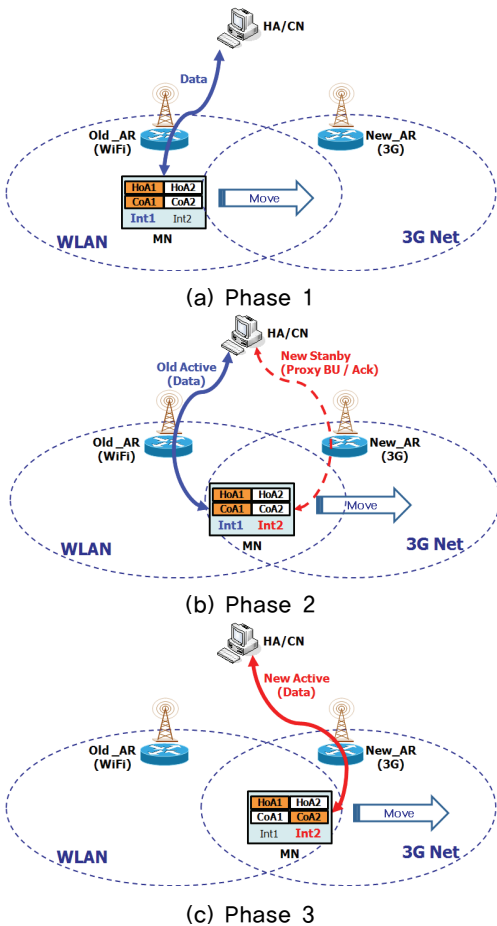 HA/CN
Data
Old _AR
(WiFi)
New_AR
(3G)
HoA1 HoA2
CoA1 CoA2
Int1 Int2
MN
Move
WLAN
3G Net
(a) Phase 1
HA/CN
Old Active
(Data)
New Stanby
(Proxy BU / Ack)
Old _AR
(WiFi)
New_AR
(3G)
HoA1 HoA2
CoA1 CoA2
Int1 Int2
MN
Move
WLAN
3G Net
(b) Phase 2
HA/CN
New Active
(Data)
Old _AR
(WiFi)
New_AR
(3G)
HoA1 HoA2
CoA1 CoA2
Int1 Int2
MN
Move
WLAN
3G Net
(c) Phase 3